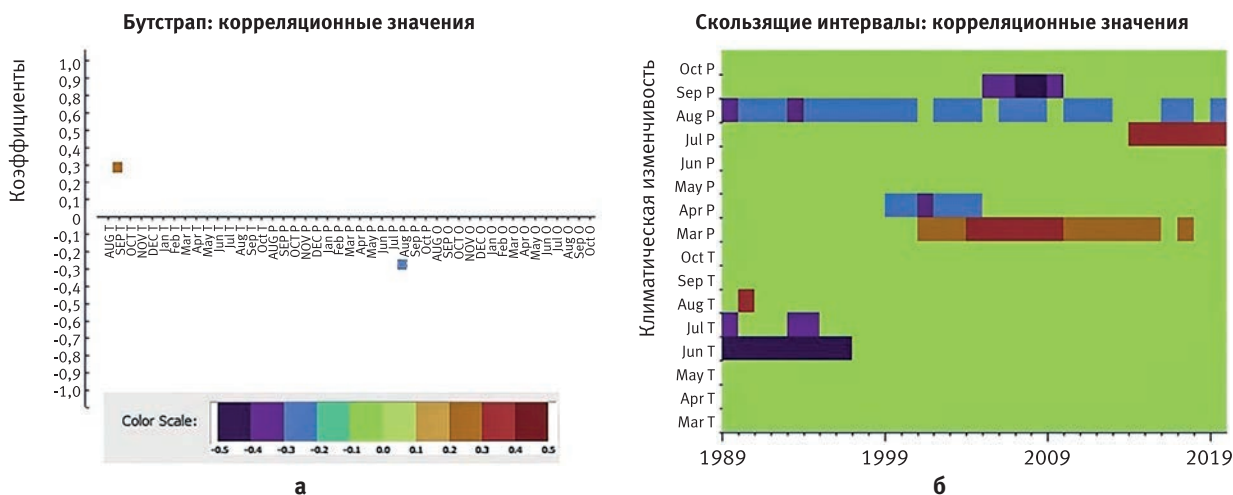 Бутстрап: корреляционные значения
Коэффициенты
1,0
1,0
0,8
0,6
0,5
0,4
0,3
0,2
0,1
0
-0,1
-0,2
-0,3
-0,4
-0,5
-0,6
-0,7
-0,8
-0,9
-1,0
AUG T
SEP T
OCT T
NOV T
DEC T
Jan T
Feb T
Mar T
Apr T
May T
Jun T
Jul T
Aug T
Sep T
Oct T
AUG P
SEP P
OCT P
NOV P
DEC P
Jan P
Feb P
Mar P
Apr P
May P
Jun P
Jul P
Aug P
Sep P
Oct P
AUG O
SEP O
OCT O
NOV O
DEC O
Jan O
Feb O
Mar O
Apr O
May O
Jun O
Jul O
Aug O
Sep O
Oct O
Color Scale:
-0.5 -0.4 -0.3 -0.2 -0.1 0.0 0.1 0.2 0.3 0.4 0.5
а
Скользящие интервалы: корреляционные значения
Климатическая изменчивость
Oct P
Sep P
Aug P
Jul P
Jun P
May P
Apr P
Mar P
Oct T
Sep T
Aug T
Jul T
Jun T
May T
Apr T
Mar T
1989 1999 2009 2019
б